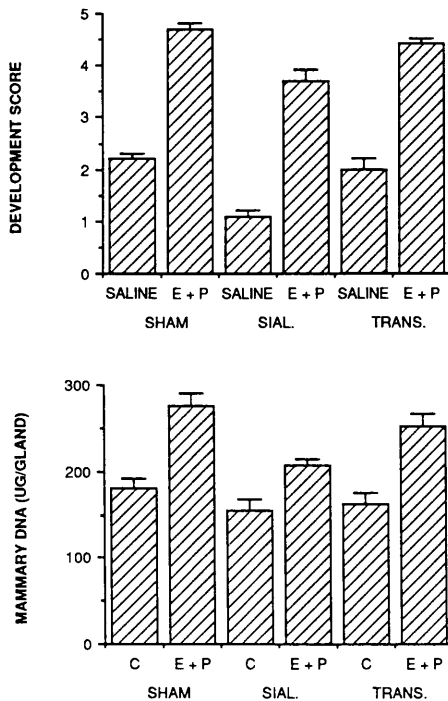 DEVELOPMENT SCORE
5
4
3
2
1
0
SALINE E + P SALINE E + P SALINE E + P
SHAM SIAL. TRANS.
MAMMARY DNA (UG/GLAND)
300
200
100
0
C E + P C E + P C E + P
SHAM SIAL. TRANS.